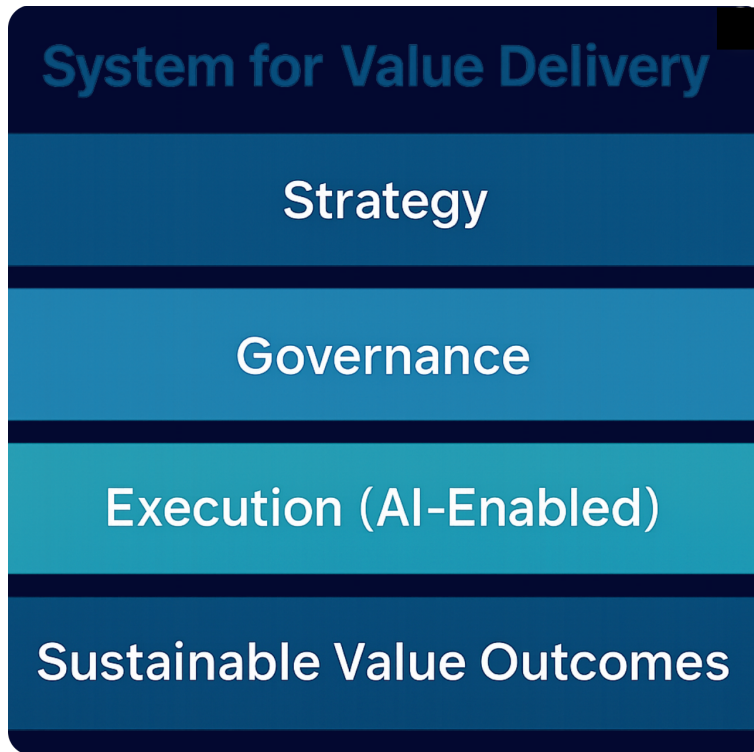 System for Value Delivery
Strategy
Governance
Execution (AI-Enabled)
Sustainable Value Outcomes